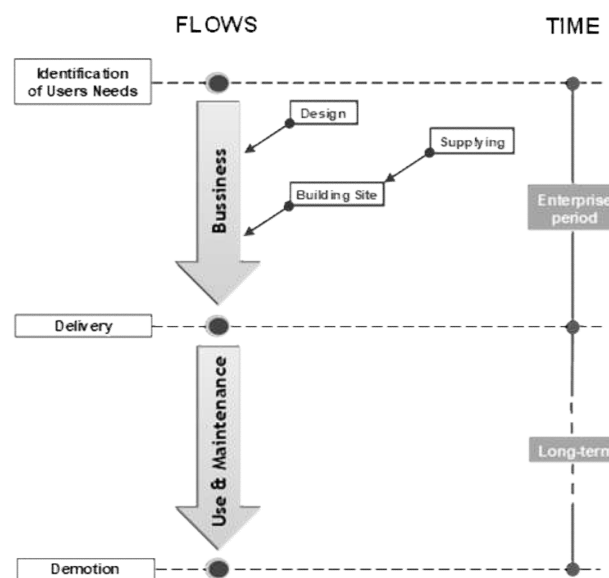 FLOWS
TIME
Identification
of Users Needs
Design
Supplying
Bussiness
Building Site
Enterprise
period
Delivery
Use & Maintenance
Long-term
Demotion